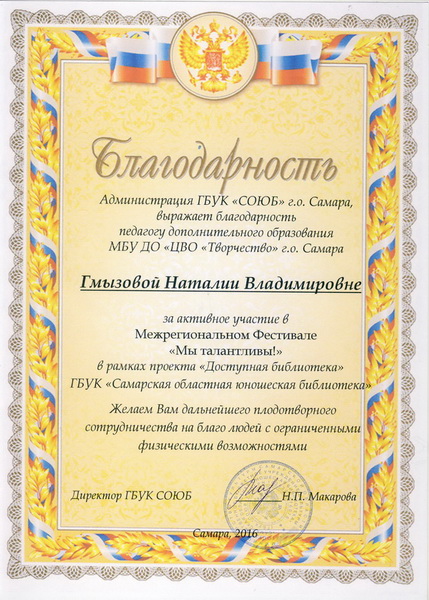 Благодарность
Администрация ГБУК «СОЮБ» г.о. Самара,
выражает благодарность
педагогу дополнительного образования
МБУ ДО «ЦВО «Творчество» г.о. Самара
Гмызовой Наталии Владимировне
за активное участие в
Межрегиональном Фестивале
«Мы талантливы!»
в рамках проекта «Доступная библиотека»
ГБУК «Самарская областная юношеская библиотека»
Желаем Вам дальнейшего плодотворного
сотрудничества на благо людей с ограниченными
физическими возможностями
Директор ГБУК СОЮБ Н.П. Макарова
Самара, 2016